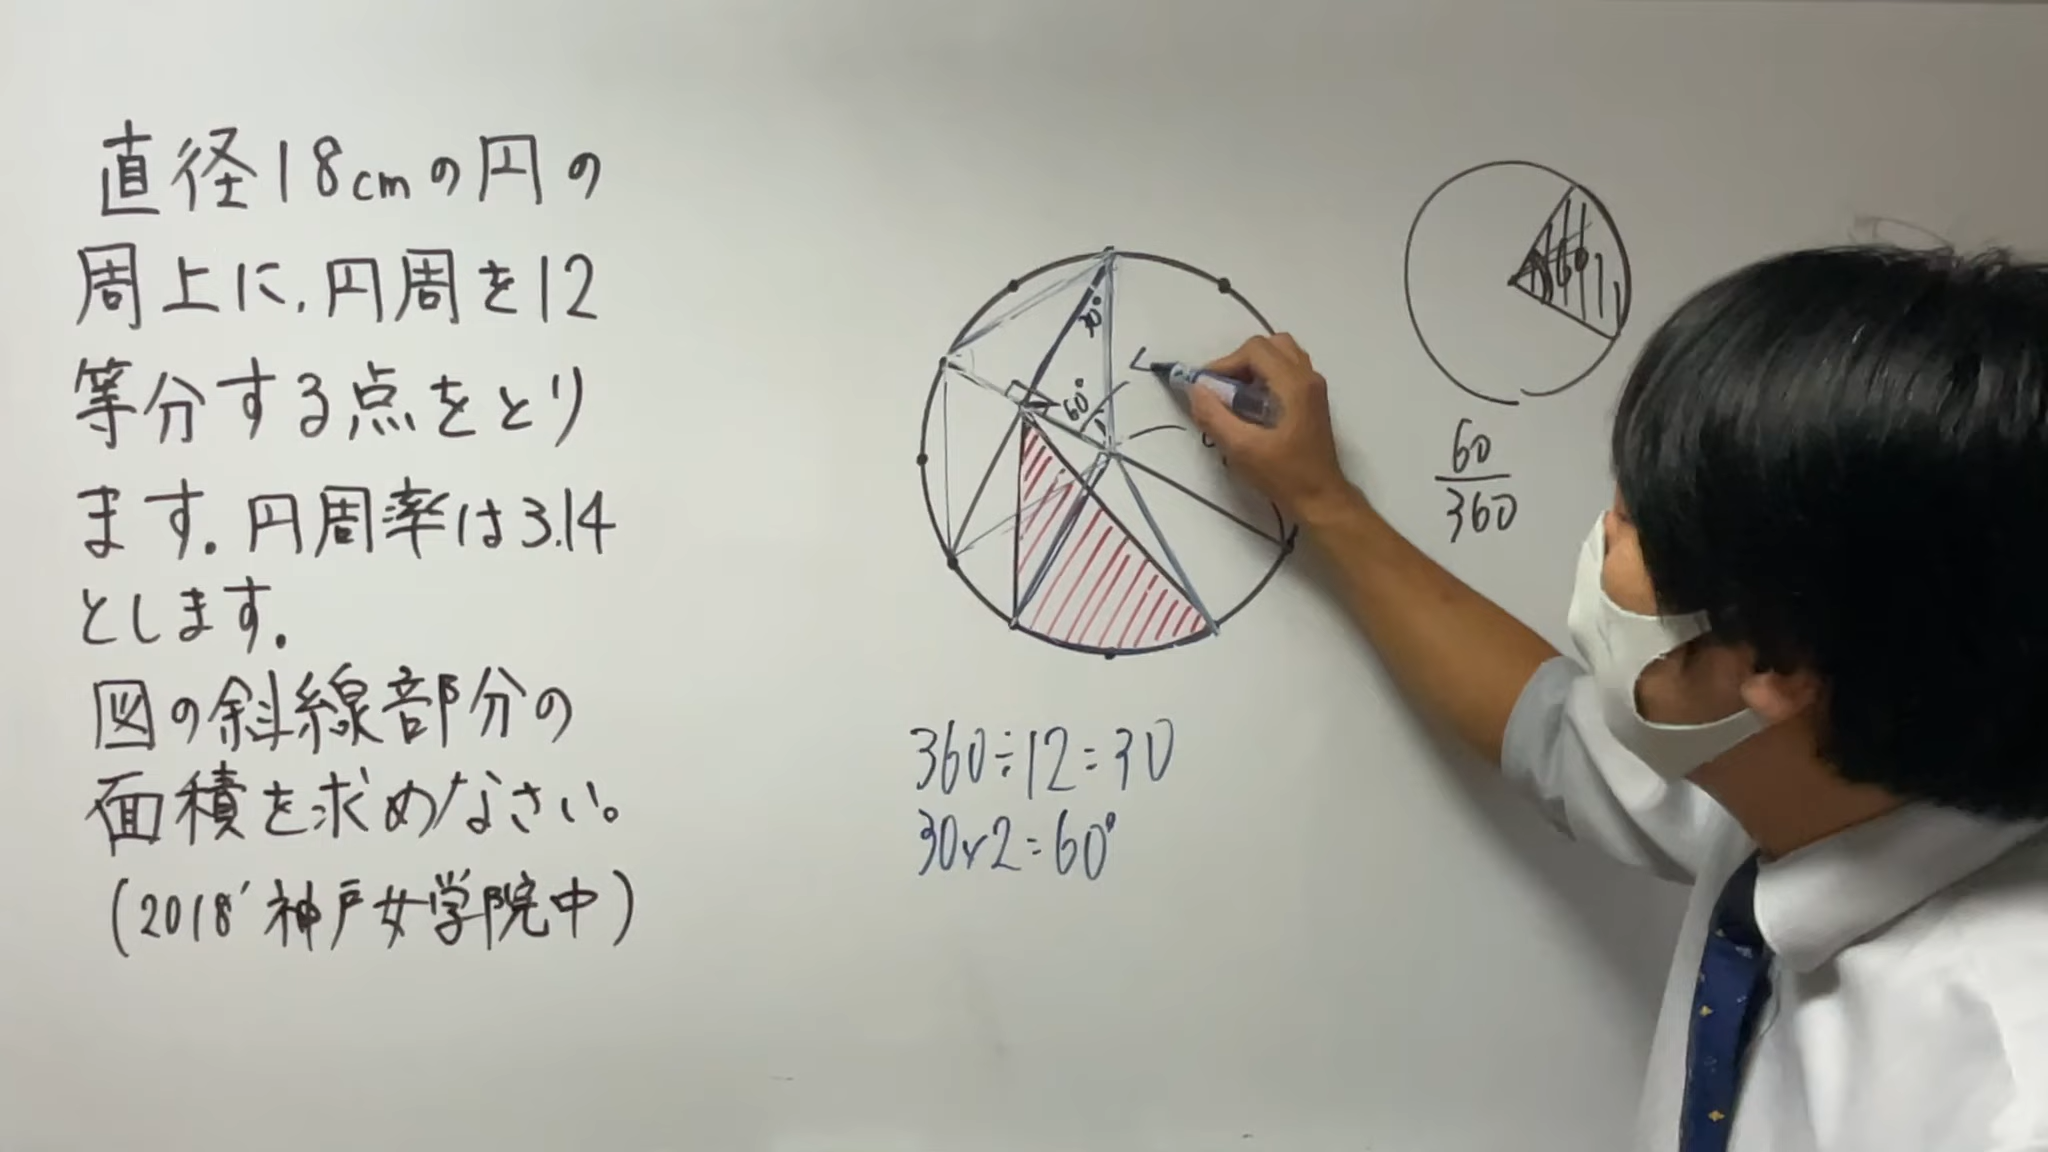 直径18cmの円の
周上に、円周を12
等分する点をとり
ます。円周率は3.14
とします。
図の斜線部分の
面積を求めなさい。
(2018′神戸女学院中)
30°
60°
360÷12=30
30×2=60°
60
60
360